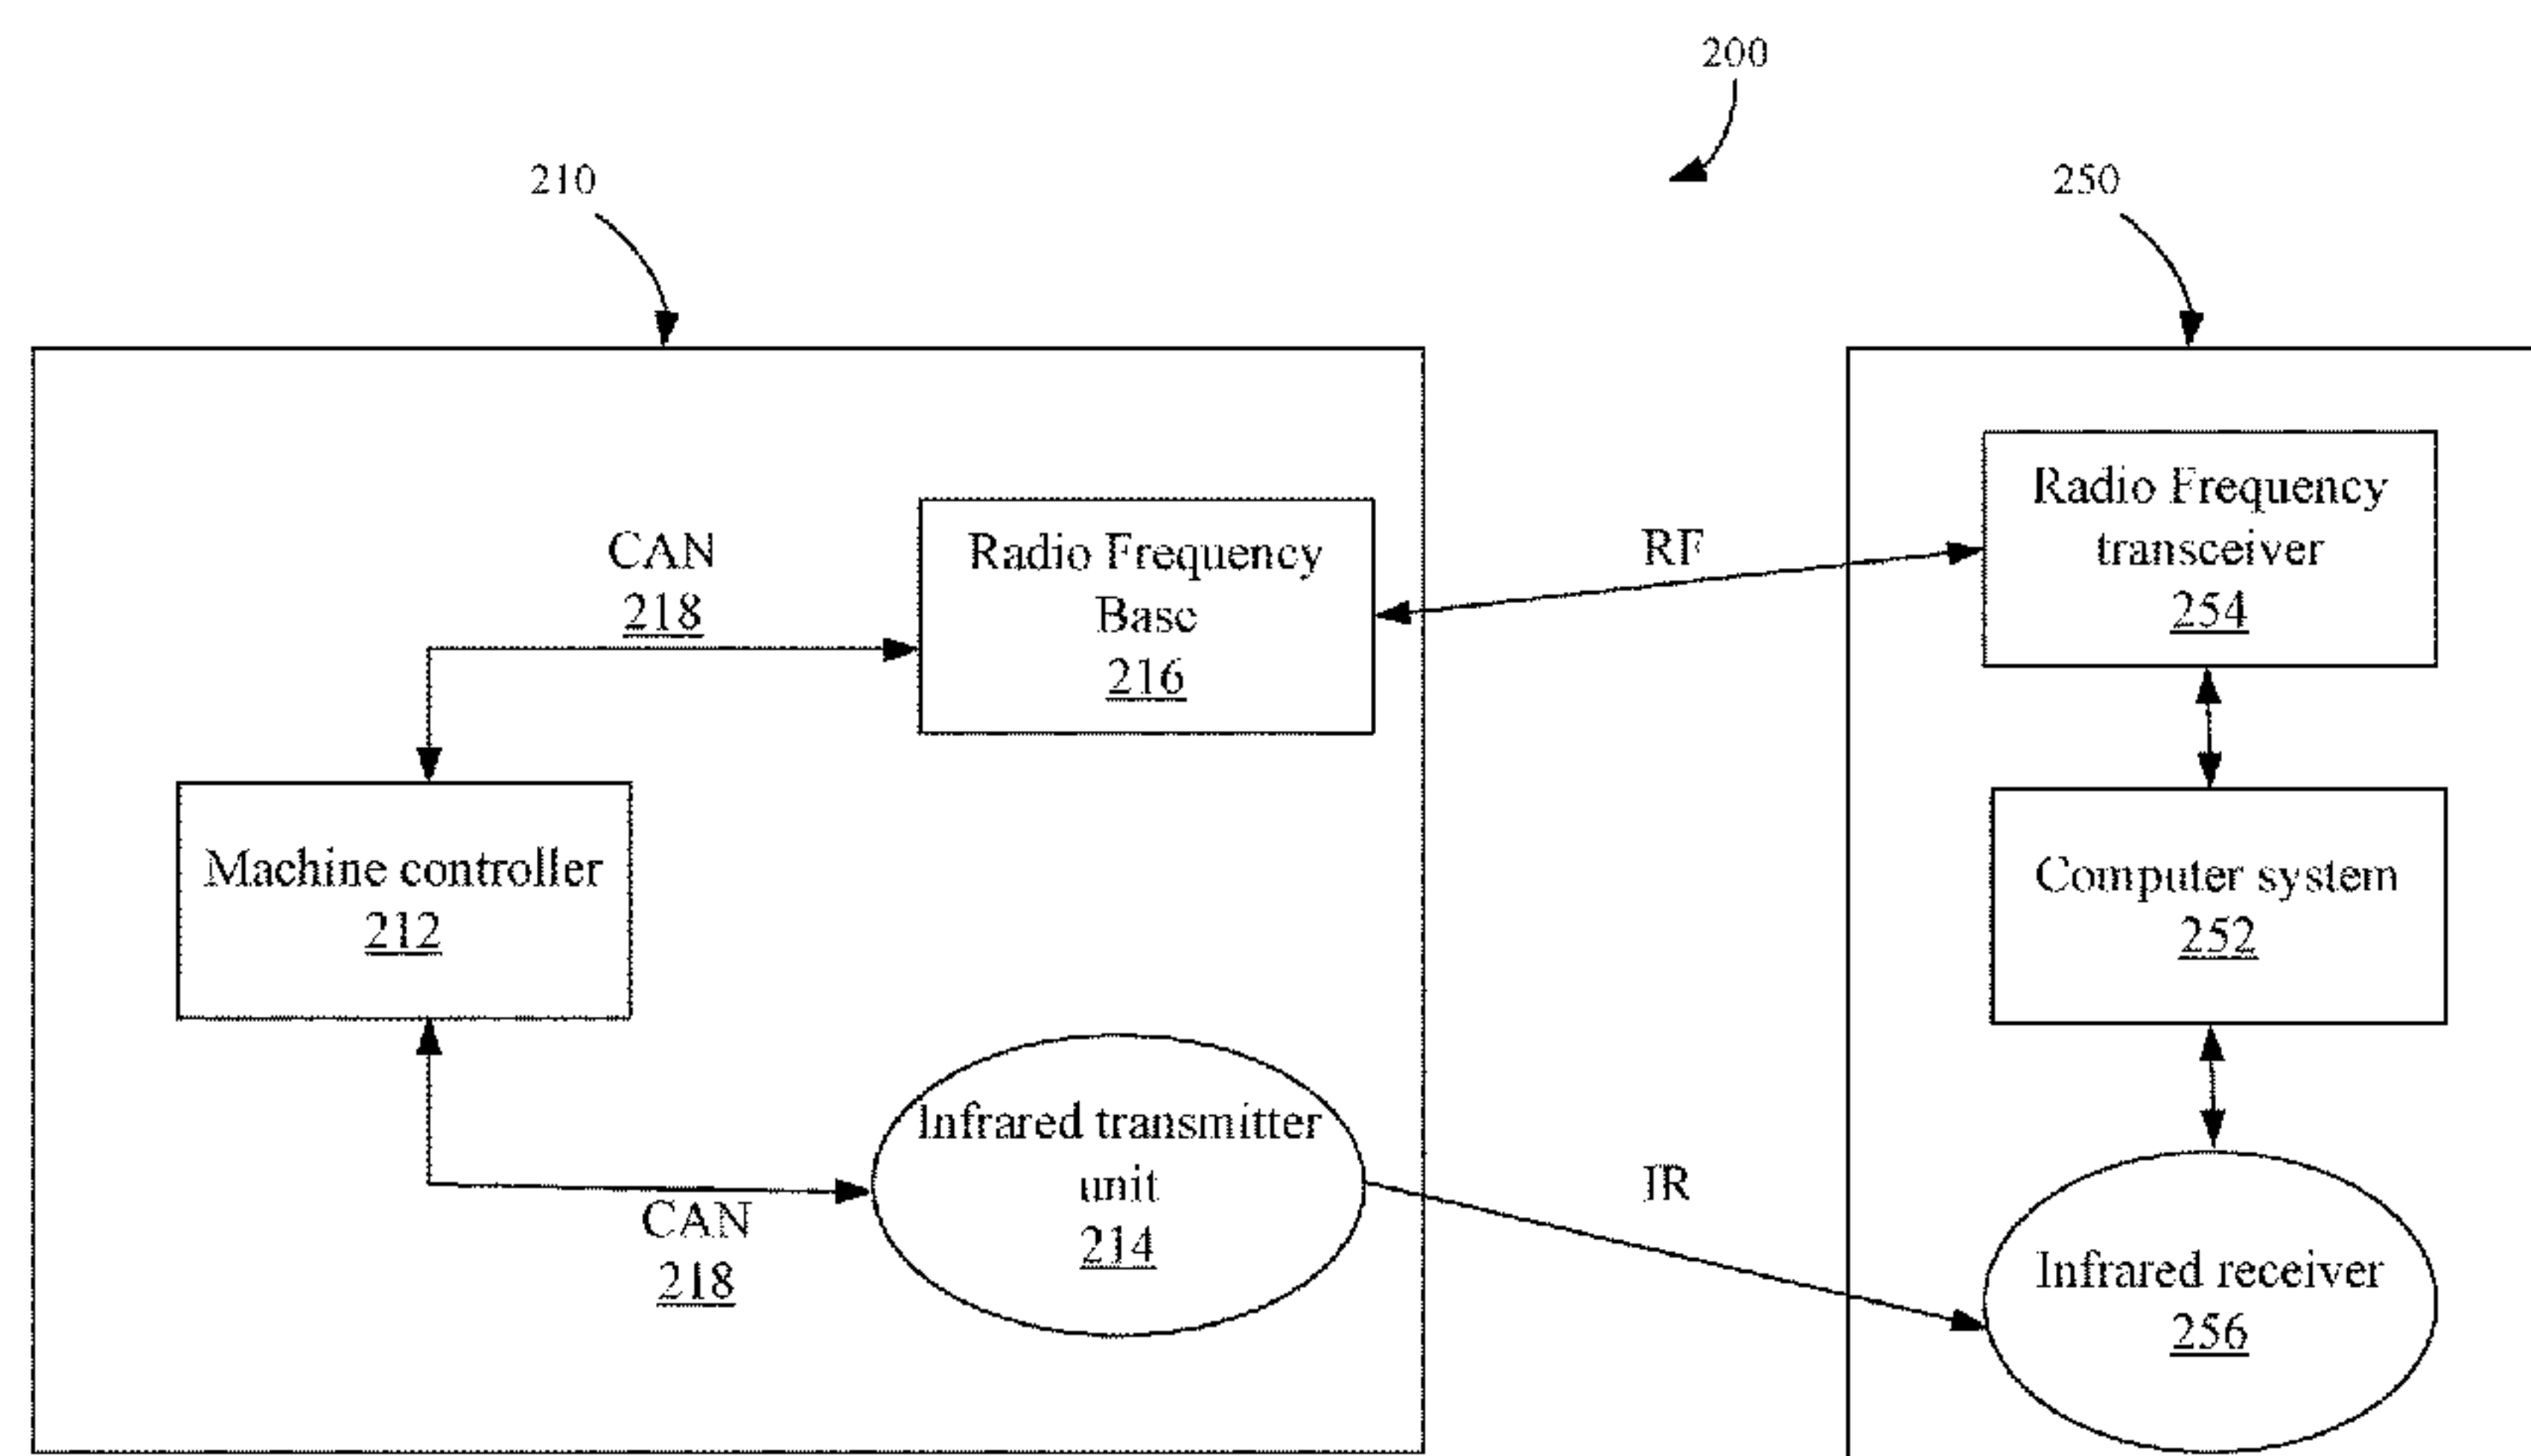 200
210
250
CAN
218
Radio Frequency
Base
216
RF
Radio Frequency
transceiver
254
Machine controller
212
Computer system
252
Infrared transmitter
unit
214
CAN
218
IR
Infrared receiver
256